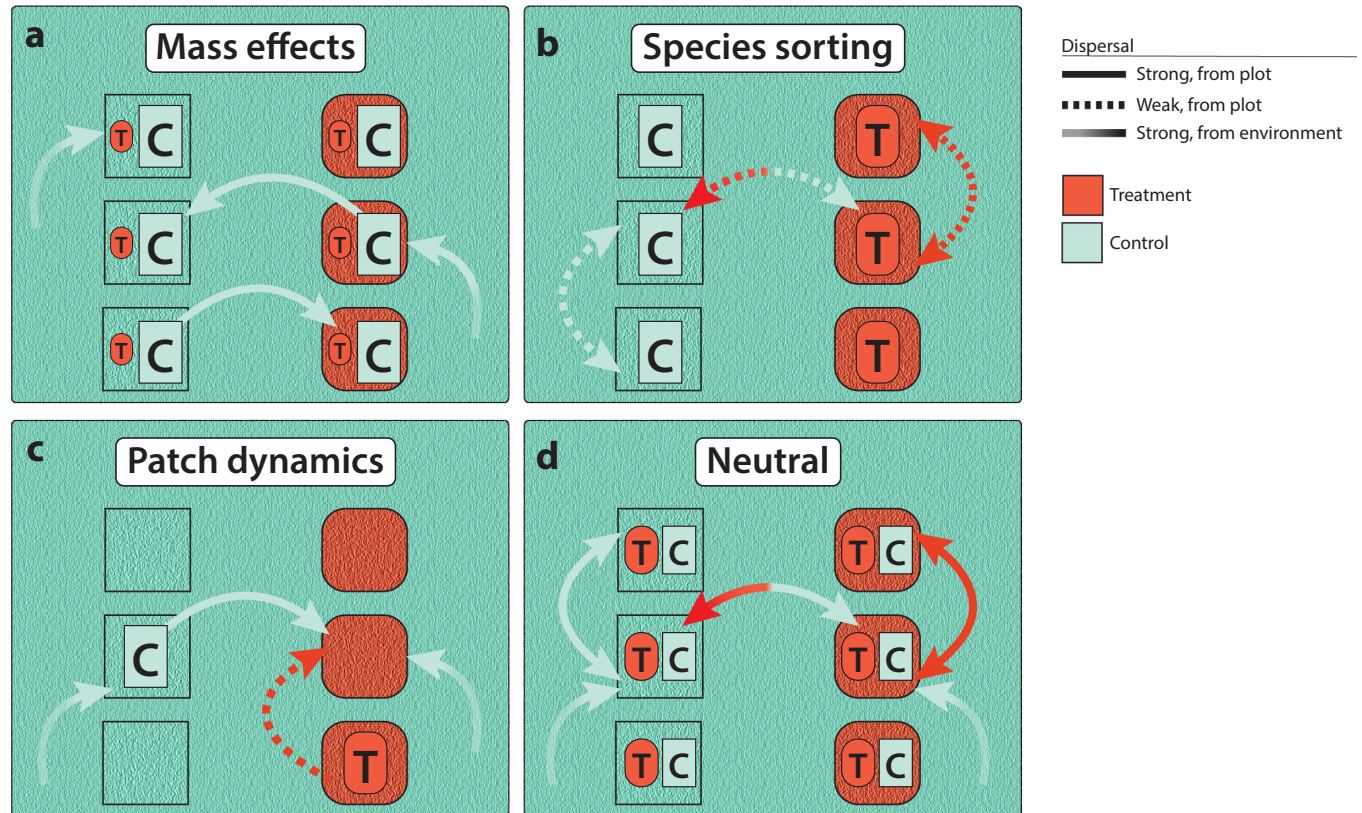 a
Mass effects
T C
T C
T C
T C
T C
T C
b
Species sorting
C
T
C
T
C
T
c
Patch dynamics
C
T
d
Neutral
T C
T C
T C
T C
T C
T C
Dispersal
Strong, from plot
Weak, from plot
Strong, from environment
Treatment
Control